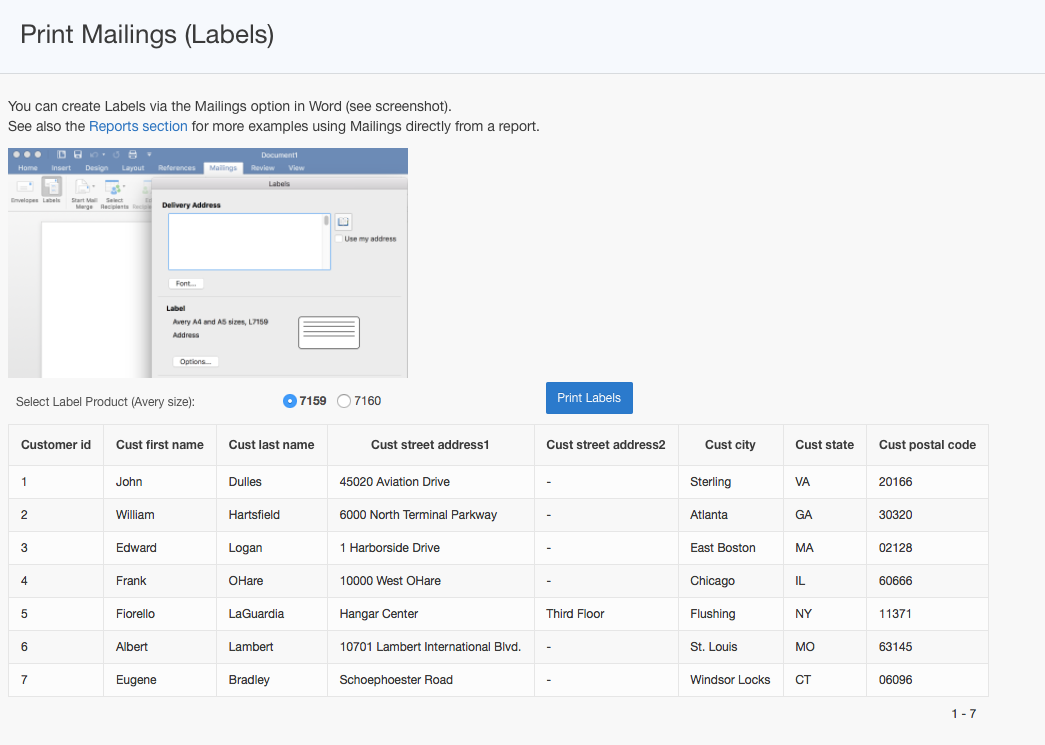 Print Mailings (Labels)
You can create Labels via the Mailings option in Word (see screenshot).
See also the Reports section for more examples using Mailings directly from a report.
Document1
Home Insert Design Layout References Mailings Review View
Labels
Envelopes Labels Start Mail Merge Select Recipients
Delivery Address
Use my address
Font...
Label
Avery A4 and A5 sizes, L7159
Address
Options...
Select Label Product (Avery size): 7159 7160 Print Labels
Customer id Cust first name Cust last name Cust street address1 Cust street address2 Cust city Cust state Cust postal code
1 John Dulles 45020 Aviation Drive - Sterling VA 20166
2 William Hartsfield 6000 North Terminal Parkway - Atlanta GA 30320
3 Edward Logan 1 Harborside Drive - East Boston MA 02128
4 Frank OHare 10000 West OHare - Chicago IL 60666
5 Fiorello LaGuardia Hangar Center Third Floor Flushing NY 11371
6 Albert Lambert 10701 Lambert International Blvd. - St. Louis MO 63145
7 Eugene Bradley Schoephoester Road - Windsor Locks CT 06096
1 - 7